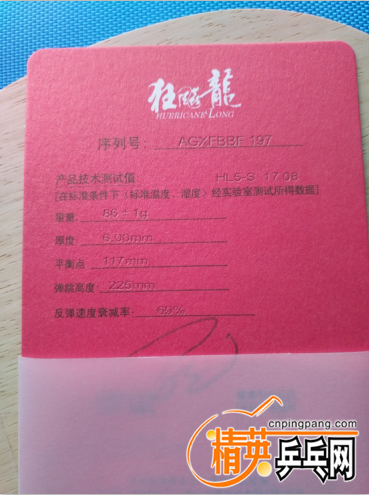 狂飚龍
HURRICANE LONG
序列号： AGXFBBF 197
产品技术测试值 HL5-S 17.08
[在标准条件下（标准温度、湿度）经实验室测试所得数据]
重量 86 - 1g
厚度 6.00mm
平衡点 117mm
弹跳高度： 225mm
反弹速度衰减率： 69%
cnpingpang.com
精英乒乓网